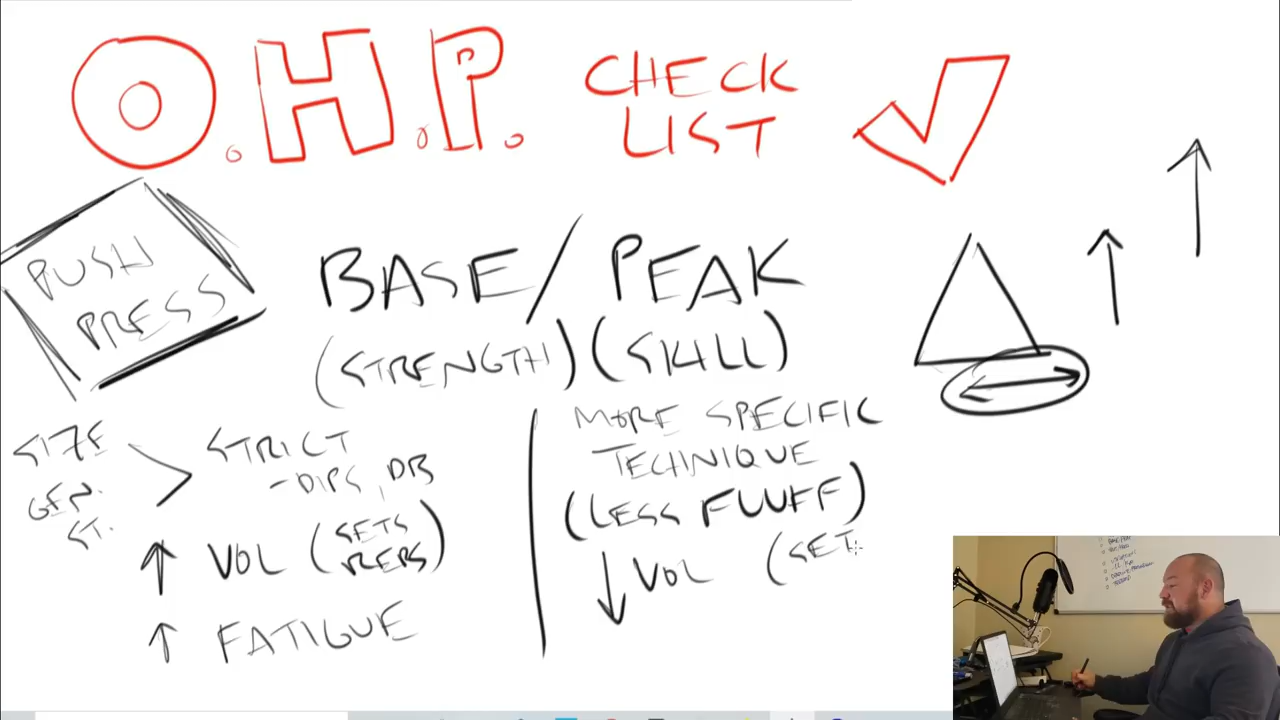 O.H.P. CHECK
LIST
PUSH
PRESS
BASE/PEAK
(STRENGTH) (SKILL)
SIZE
GEN.
ST.
STRICT
- DIPS, DB
↑ VOL (SETS
REPS)
↑ FATIGUE
MORE SPECIFIC
TECHNIQUE
(LESS FLUFF)
↓ VOL (SET